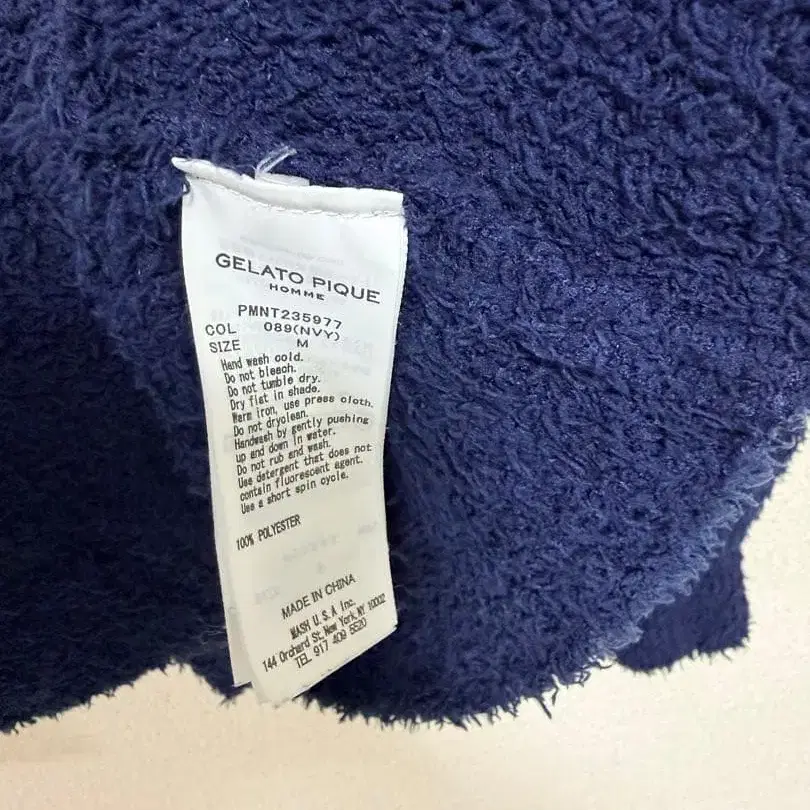 GELATO PIQUE
HOMME
PMNT235977
COL 089(NVY)
SIZE M
Hand wash cold.
Do not bleach.
Do not tumble dry.
Dry flat in shade.
Warm iron, use press cloth.
Do not dryclean.
Handwash by gently pushing
up and down in water.
Do not rub and wash.
Use detergent that does not
contain fluorescent agent.
Use a short spin cycle.
100% POLYESTER
MADE IN CHINA
MASH U.S.A Inc.
144 Orchard St, New York, NY 10002
TEL 917 409 5520